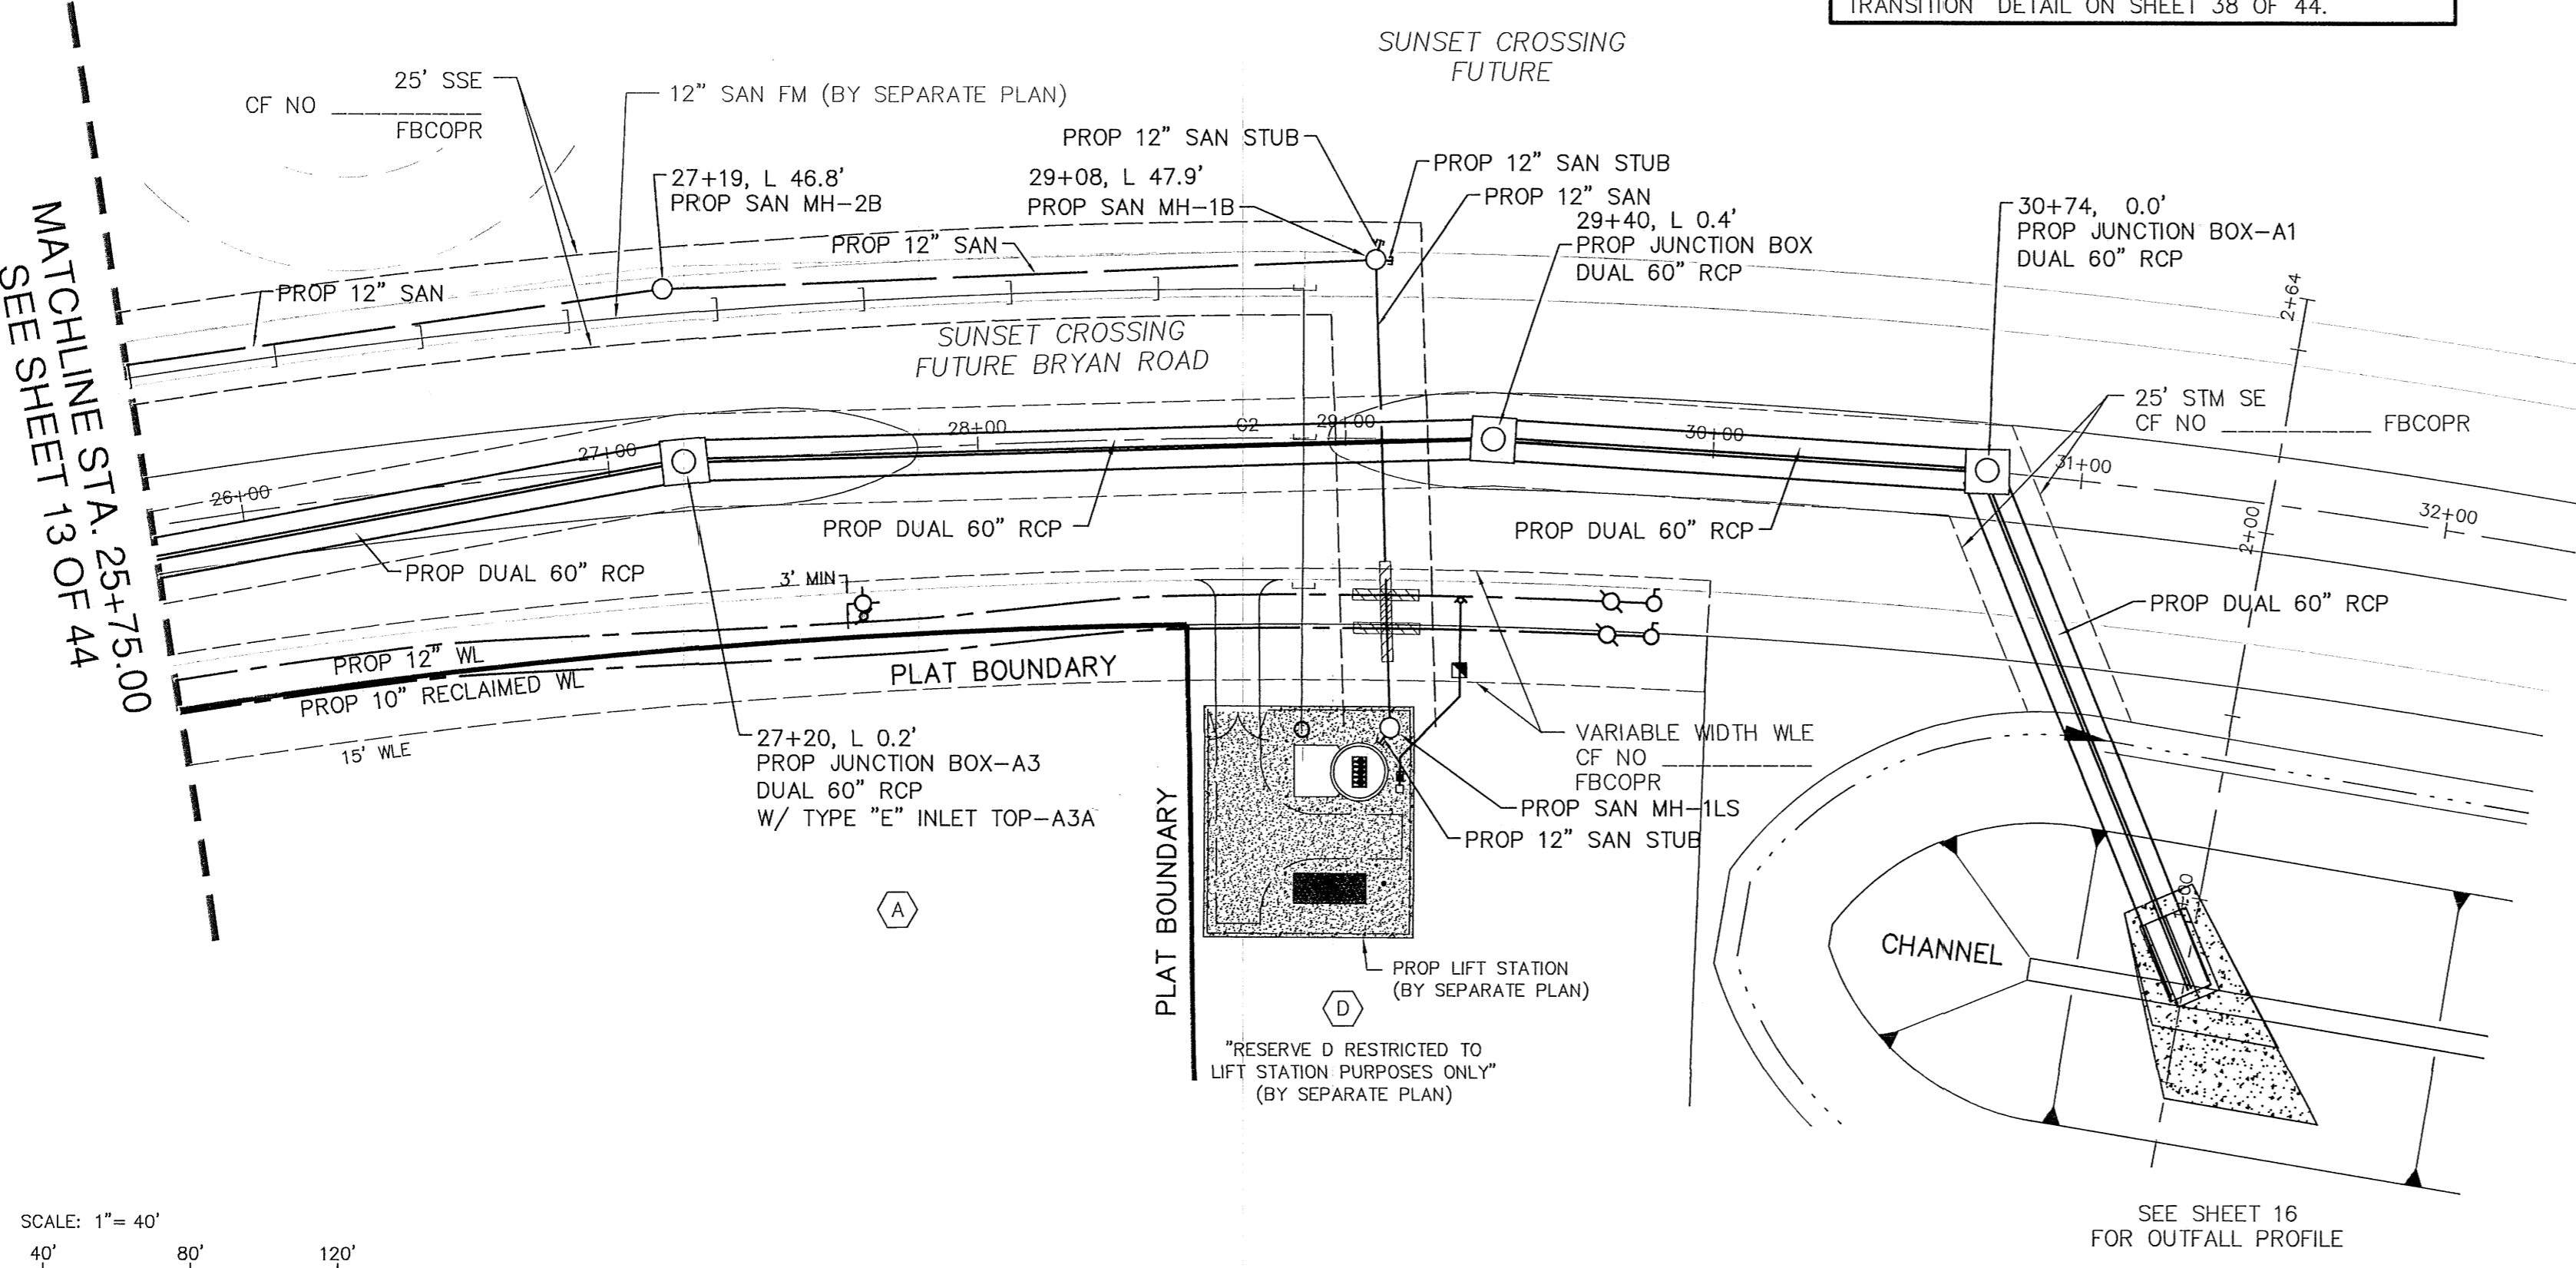 TRANSITION" DETAIL ON SHEET 38 OF 44.
SUNSET CROSSING
FUTURE
25' SSE
CF NO __________
FBCOPR
12" SAN FM (BY SEPARATE PLAN)
PROP 12" SAN STUB
PROP 12" SAN STUB
27+19, L 46.8'
PROP SAN MH-2B
29+08, L 47.9'
PROP SAN MH-1B
PROP 12" SAN
29+40, L 0.4'
PROP JUNCTION BOX
DUAL 60" RCP
30+74, 0.0'
PROP JUNCTION BOX-A1
DUAL 60" RCP
PROP 12" SAN
PROP 12" SAN
2+64
MATCHLINE STA. 25+75.00
SEE SHEET 13 OF 44
SUNSET CROSSING
FUTURE BRYAN ROAD
25' STM SE
CF NO __________ FBCOPR
26+00
27+00
28+00
C2
29+00
30+00
31+00
32+00
2+00
PROP DUAL 60" RCP
PROP DUAL 60" RCP
PROP DUAL 60" RCP
PROP DUAL 60" RCP
3' MIN
PROP 12" WL
PROP 10" RECLAIMED WL
PLAT BOUNDARY
15' WLE
27+20, L 0.2'
PROP JUNCTION BOX-A3
DUAL 60" RCP
W/ TYPE "E" INLET TOP-A3A
VARIABLE WIDTH WLE
CF NO __________
FBCOPR
PROP SAN MH-1LS
PROP 12" SAN STUB
PLAT BOUNDARY
A
CHANNEL
PROP LIFT STATION
(BY SEPARATE PLAN)
D
"RESERVE D RESTRICTED TO
LIFT STATION PURPOSES ONLY"
(BY SEPARATE PLAN)
SEE SHEET 16
FOR OUTFALL PROFILE
SCALE: 1"= 40'
40' 80' 120'